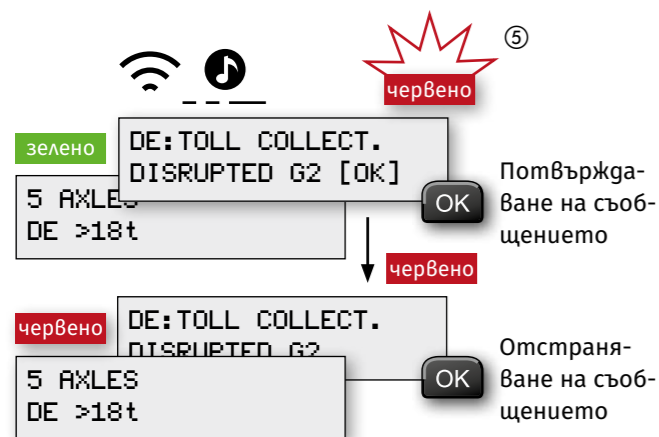 ⑤
червено
зелено
DE:TOLL COLLECT.
DISRUPTED G2 [OK]
5 AXLES
DE >18t
OK
Потвържда-
ване на съоб-
щението
червено
червено
DE:TOLL COLLECT.
DISRUPTED G2
5 AXLES
DE >18t
OK
Отстраня-
ване на съоб-
щението